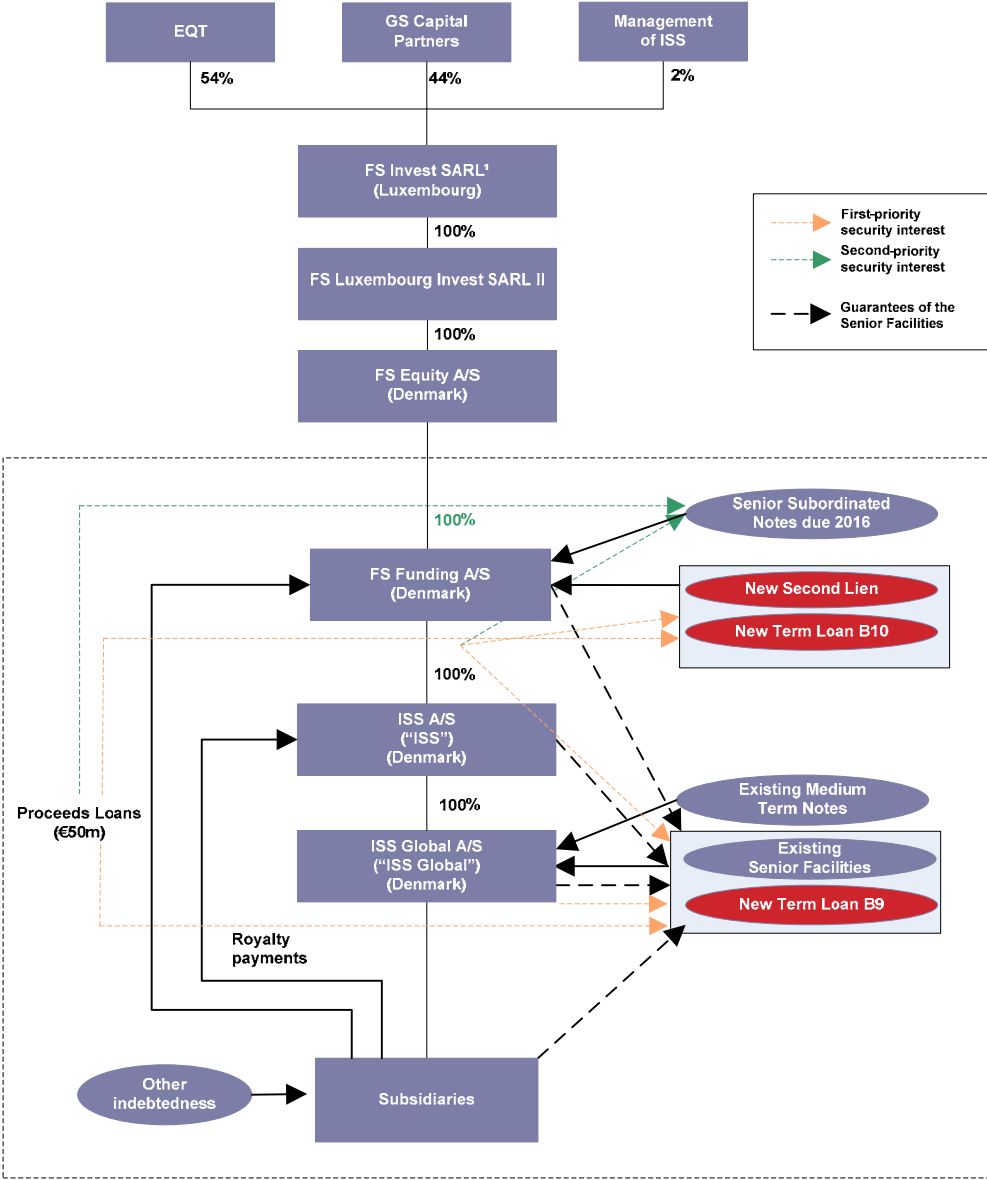 EQT
GS Capital
Partners
Management
of ISS
54%
44%
2%
FS Invest SARL¹
(Luxembourg)
100%
FS Luxembourg Invest SARL II
100%
FS Equity A/S
(Denmark)
First-priority
security interest
Second-priority
security interest
Guarantees of the
Senior Facilities
100%
Senior Subordinated
Notes due 2016
FS Funding A/S
(Denmark)
New Second Lien
New Term Loan B10
100%
ISS A/S
(“ISS”)
(Denmark)
100%
Proceeds Loans
(€50m)
Existing Medium
Term Notes
ISS Global A/S
(“ISS Global”)
(Denmark)
Existing
Senior Facilities
New Term Loan B9
Royalty
payments
Other
indebtedness
Subsidiaries